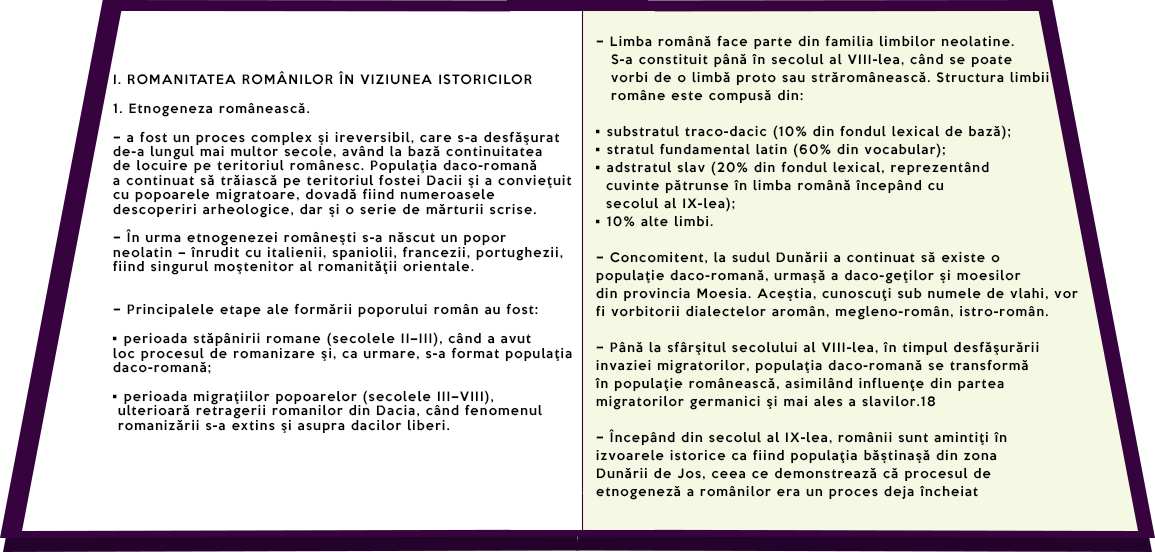 I. ROMANITATEA ROMÂNILOR ÎN VIZIUNEA ISTORICILOR
1. Etnogeneza românească.
– a fost un proces complex şi ireversibil, care s-a desfăşurat
de-a lungul mai multor secole, având la bază continuitatea
de locuire pe teritoriul românesc. Populaţia daco-romană
a continuat să trăiască pe teritoriul fostei Dacii şi a convieţuit
cu popoarele migratoare, dovadă fiind numeroasele
descoperiri arheologice, dar şi o serie de mărturii scrise.
– În urma etnogenezei româneşti s-a născut un popor
neolatin – înrudit cu italienii, spaniolii, francezii, portughezii,
fiind singurul moştenitor al romanităţii orientale.
– Principalele etape ale formării poporului român au fost:
▪ perioada stăpânirii romane (secolele II–III), când a avut
loc procesul de romanizare şi, ca urmare, s-a format populaţia
daco-romană;
▪ perioada migraţiilor popoarelor (secolele III–VIII),
ulterioară retragerii romanilor din Dacia, când fenomenul
romanizării s-a extins şi asupra dacilor liberi.
– Limba română face parte din familia limbilor neolatine.
S-a constituit până în secolul al VIII-lea, când se poate
vorbi de o limbă proto sau străromânească. Structura limbii
române este compusă din:
▪ substratul traco-dacic (10% din fondul lexical de bază);
▪ stratul fundamental latin (60% din vocabular);
▪ adstratul slav (20% din fondul lexical, reprezentând
cuvinte pătrunse în limba română începând cu
secolul al IX-lea);
▪ 10% alte limbi.
– Concomitent, la sudul Dunării a continuat să existe o
populaţie daco-romană, urmaşă a daco-geţilor şi moesilor
din provincia Moesia. Aceştia, cunoscuţi sub numele de vlahi, vor
fi vorbitorii dialectelor aromân, megleno-român, istro-român.
– Până la sfârşitul secolului al VIII-lea, în timpul desfăşurării
invaziei migratorilor, populaţia daco-romană se transformă
în populaţie românească, asimilând influenţe din partea
migratorilor germanici şi mai ales a slavilor.18
– Începând din secolul al IX-lea, românii sunt amintiţi în
izvoarele istorice ca fiind populaţia băştinaşă din zona
Dunării de Jos, ceea ce demonstrează că procesul de
etnogeneză a românilor era un proces deja încheiat